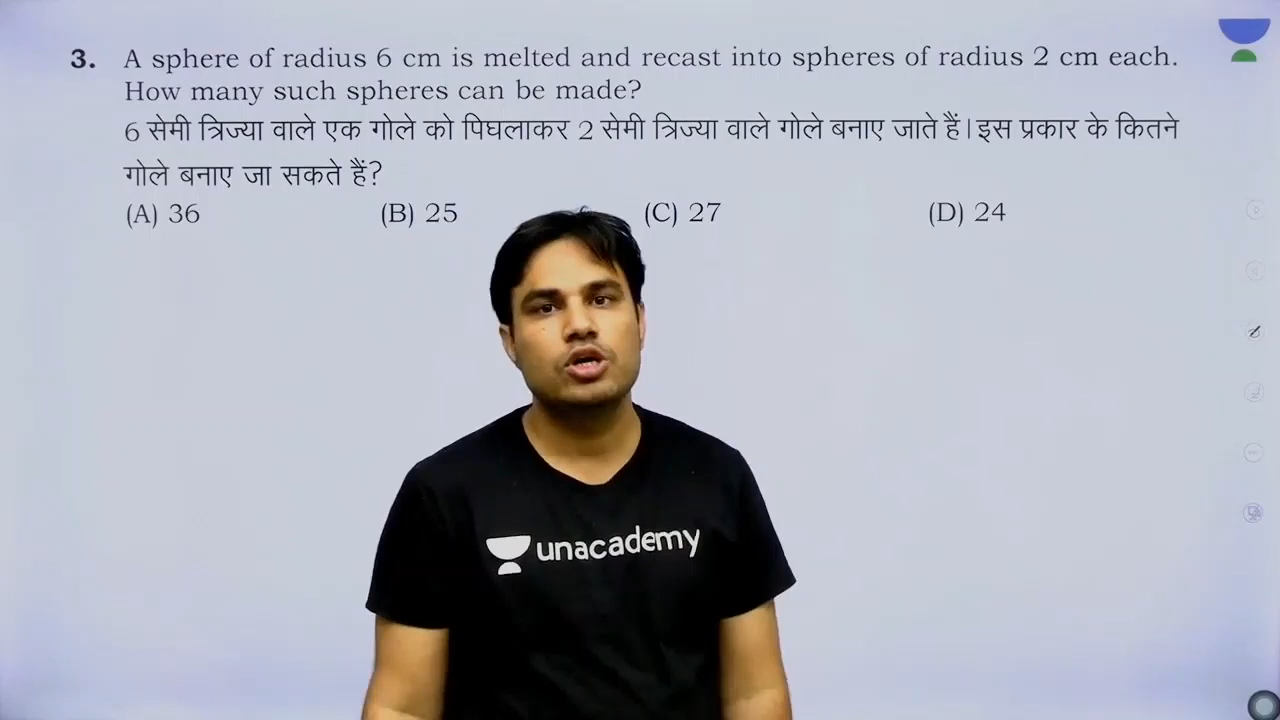 3. A sphere of radius 6 cm is melted and recast into spheres of radius 2 cm each.
How many such spheres can be made?
6 सेमी त्रिज्या वाले एक गोले को पिघलाकर 2 सेमी त्रिज्या वाले गोले बनाए जाते हैं। इस प्रकार के कितने
गोले बनाए जा सकते हैं?
(A) 36 (B) 25 (C) 27 (D) 24
unacademy